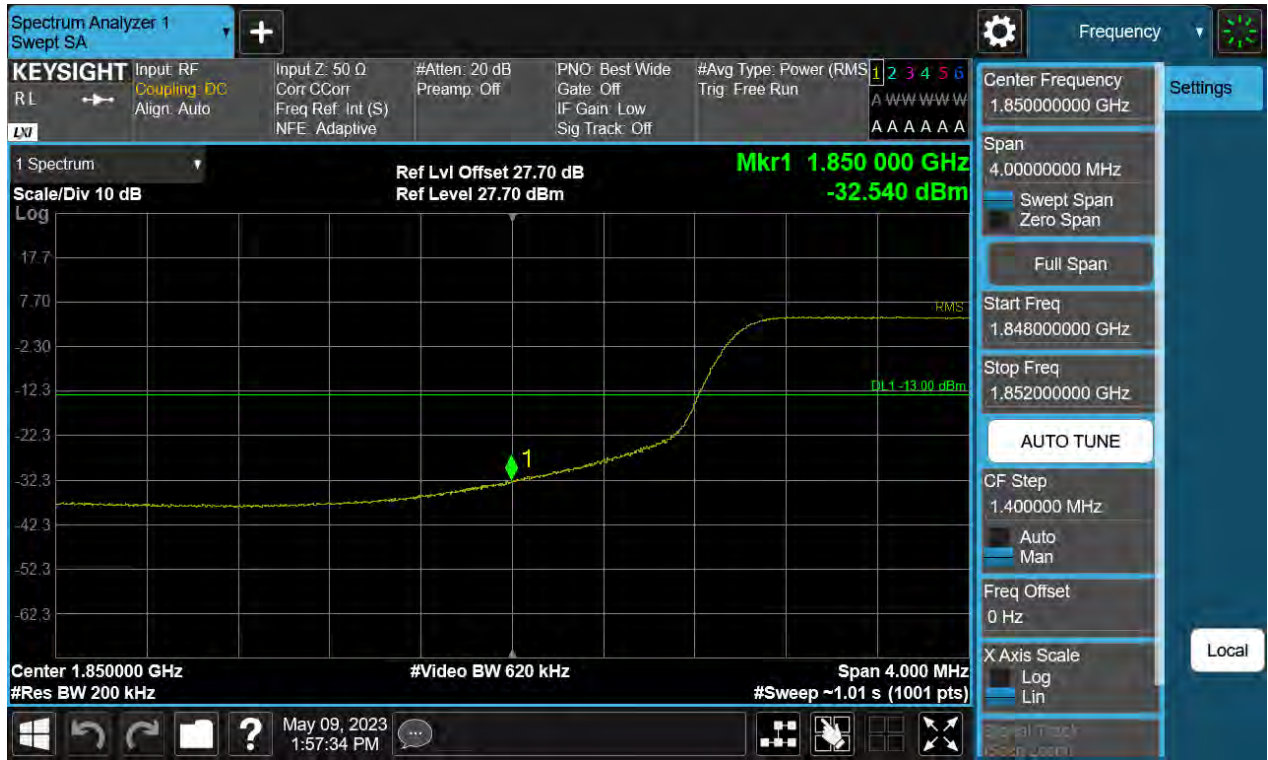 Spectrum Analyzer 1
Swept SA
Frequency
KEYSIGHT
RL
LXI
Input: RF
Coupling: DC
Align: Auto
Input Z: 50 Ω
Corr CCorr
Freq Ref: Int (S)
NFE: Adaptive
#Atten: 20 dB
Preamp: Off
PNO: Best Wide
Gate: Off
IF Gain: Low
Sig Track: Off
#Avg Type: Power (RMS
Trig: Free Run
1 2 3 4 5 6
A W W W W W
A A A A A A
1 Spectrum
Scale/Div 10 dB
Log
Ref Lvl Offset 27.70 dB
Ref Level 27.70 dBm
Mkr1 1.850 000 GHz
-32.540 dBm
17.7
7.70
-2.30
-12.3
-22.3
-32.3
-42.3
-52.3
-62.3
RMS
DL1 -13.00 dBm
1
Center 1.850000 GHz
#Video BW 620 kHz
Span 4.000 MHz
#Res BW 200 kHz
#Sweep ~1.01 s (1001 pts)
May 09, 2023
1:57:34 PM
Center Frequency
1.850000000 GHz
Settings
Span
4.00000000 MHz
Swept Span
Zero Span
Full Span
Start Freq
1.848000000 GHz
Stop Freq
1.852000000 GHz
AUTO TUNE
CF Step
1.400000 MHz
Auto
Man
Freq Offset
0 Hz
X Axis Scale
Log
Lin
Local
Signal Track
(Span Zoom)